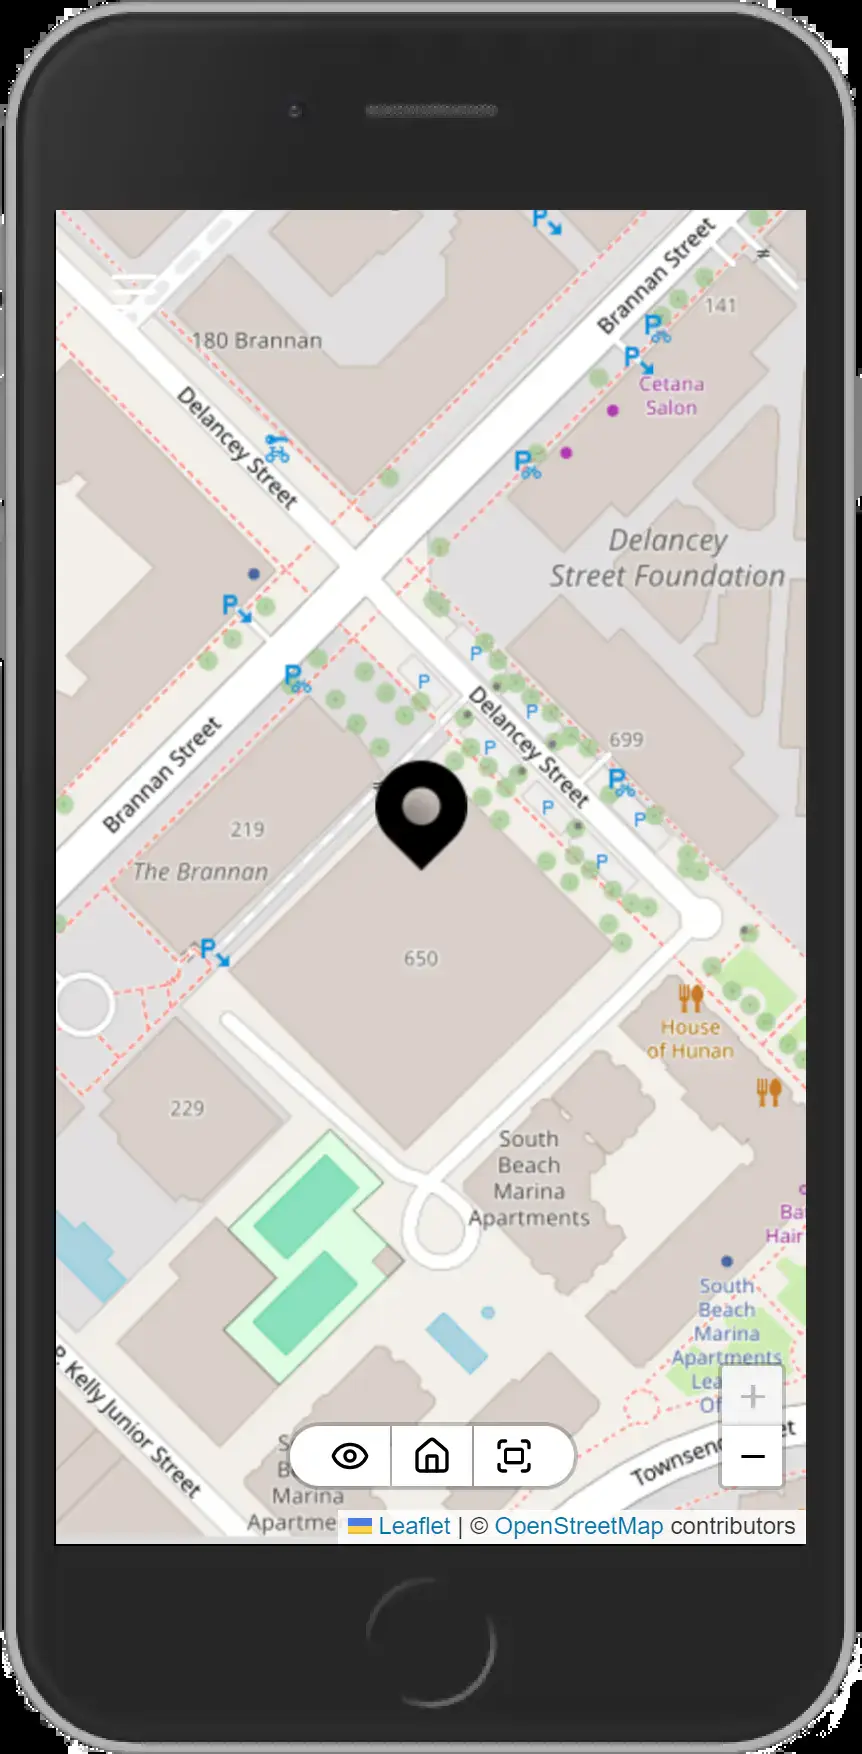 P
Brannan Street
141
P
180 Brannan
P
Cetana
Salon
Delancey Street
P
Delancey
Street Foundation
P
P
P
P
P
Delancey Street
699
P
P
P
P
P
Brannan Street
219
P
The Brannan
P
650
House
of Hunan
229
South
Beach
Marina
Apartments
Hair
South
Beach
Marina
Apartments
P. Kelly Junior Street
Townsend
Marina
Leaflet | © OpenStreetMap contributors